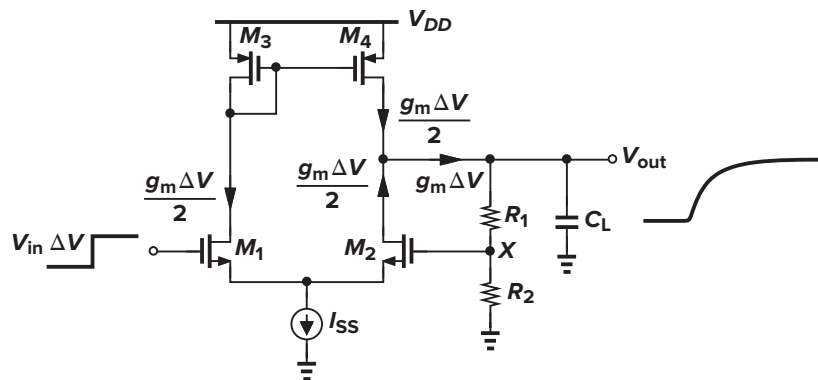 V_DD
M_3
M_4
g_m ΔV
2
V_out
g_m ΔV
2
g_m ΔV
2
g_m ΔV
R_1
C_L
V_in ΔV
M_1
M_2
X
R_2
I_SS